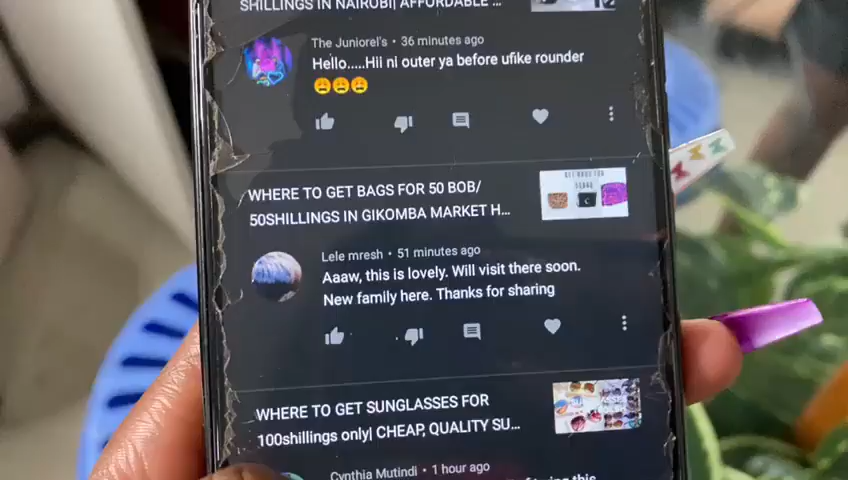 SHILLINGS IN NAIROBI| AFFORDABLE ...
The Juniorel's • 36 minutes ago
Hello.....Hii ni outer ya before ufike rounder
😩😩😩
WHERE TO GET BAGS FOR 50 BOB/
50SHILLINGS IN GIKOMBA MARKET H...
Lele mresh • 51 minutes ago
Aaaw, this is lovely. Will visit there soon.
New family here. Thanks for sharing
WHERE TO GET SUNGLASSES FOR
100shillings only| CHEAP, QUALITY SU...
Cynthia Mutindi • 1 hour ago
this